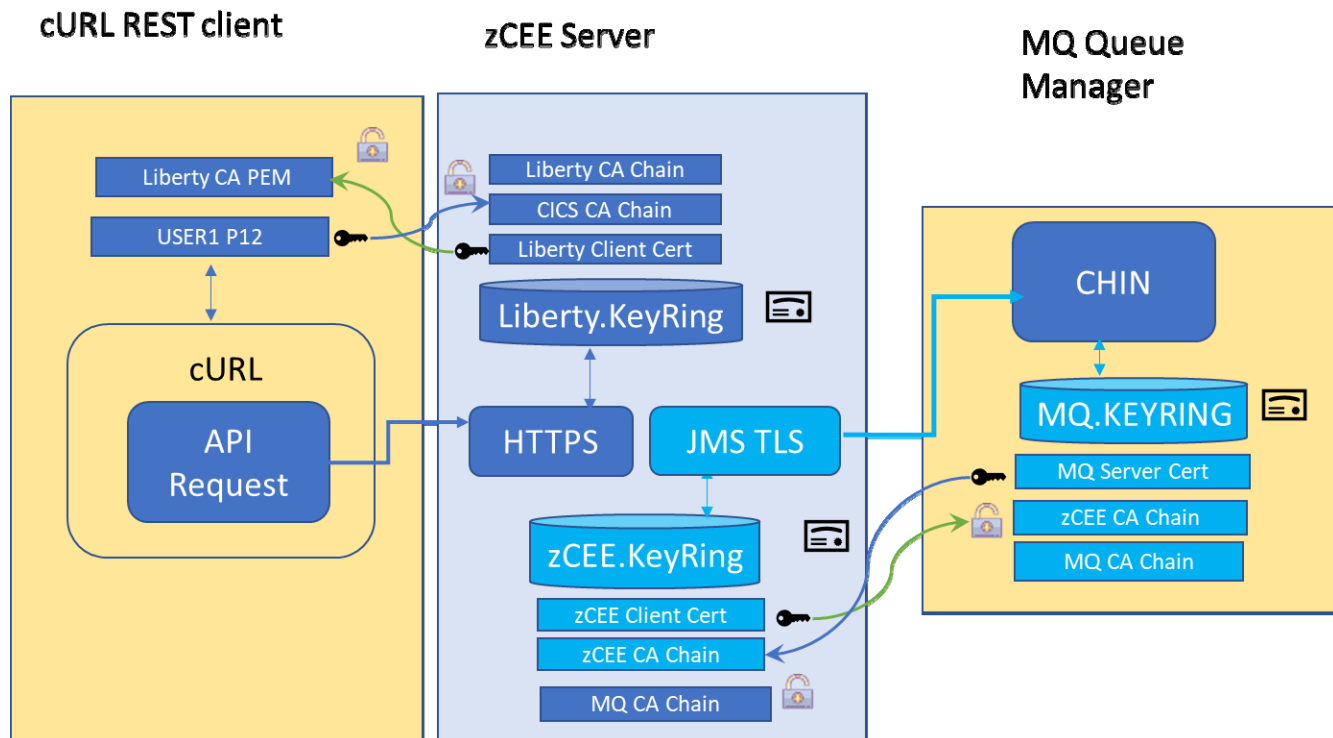 cURL REST client
zCEE Server
MQ Queue
Manager
Liberty CA PEM
USER1 P12
cURL
API
Request
Liberty CA Chain
CICS CA Chain
Liberty Client Cert
Liberty.KeyRing
HTTPS
JMS TLS
zCEE.KeyRing
zCEE Client Cert
zCEE CA Chain
MQ CA Chain
CHIN
MQ.KEYRING
MQ Server Cert
zCEE CA Chain
MQ CA Chain